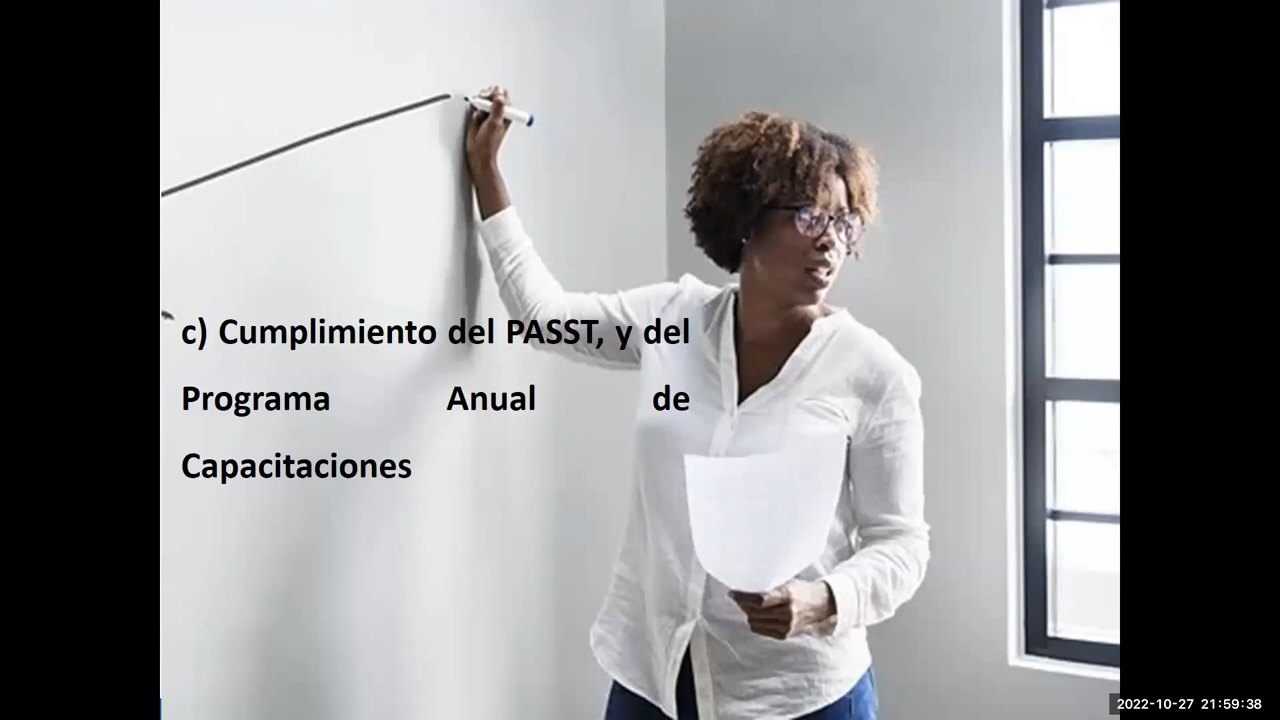 c) Cumplimiento del PASST, y del
Programa Anual de
Capacitaciones
2022-10-27 21:59:38